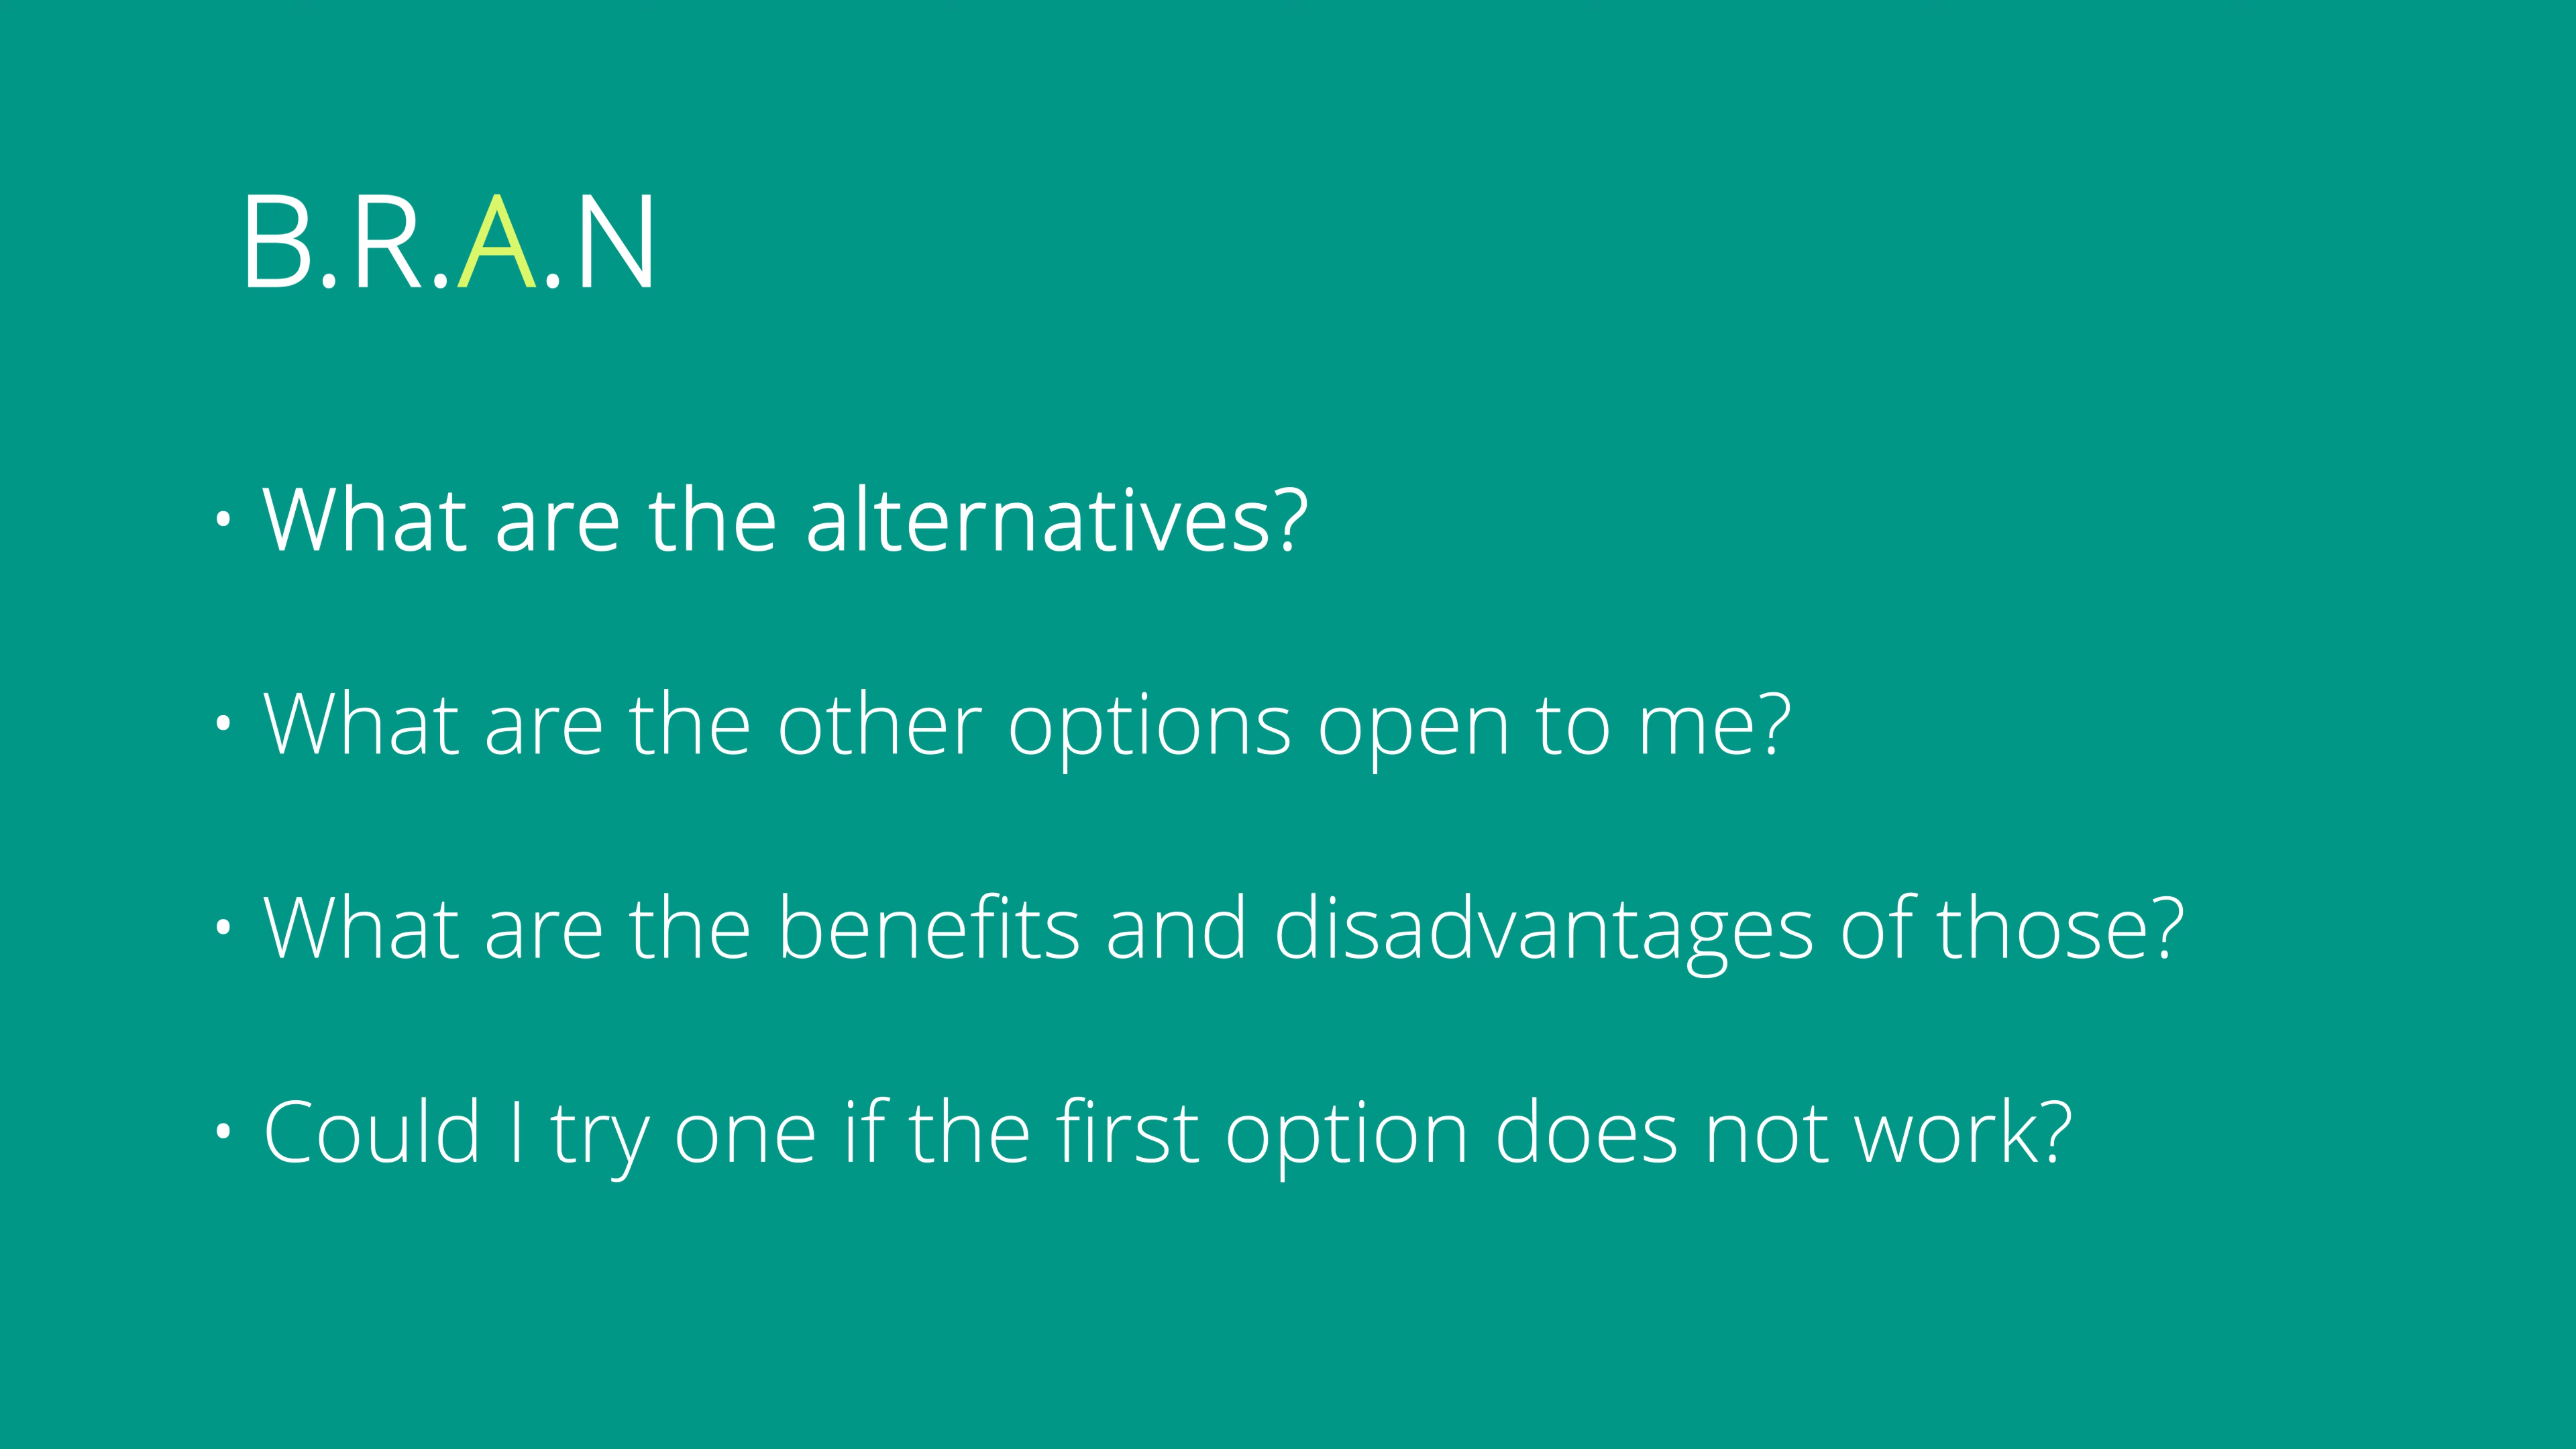 B.R.A.N
• What are the alternatives?
• What are the other options open to me?
• What are the benefits and disadvantages of those?
• Could I try one if the first option does not work?